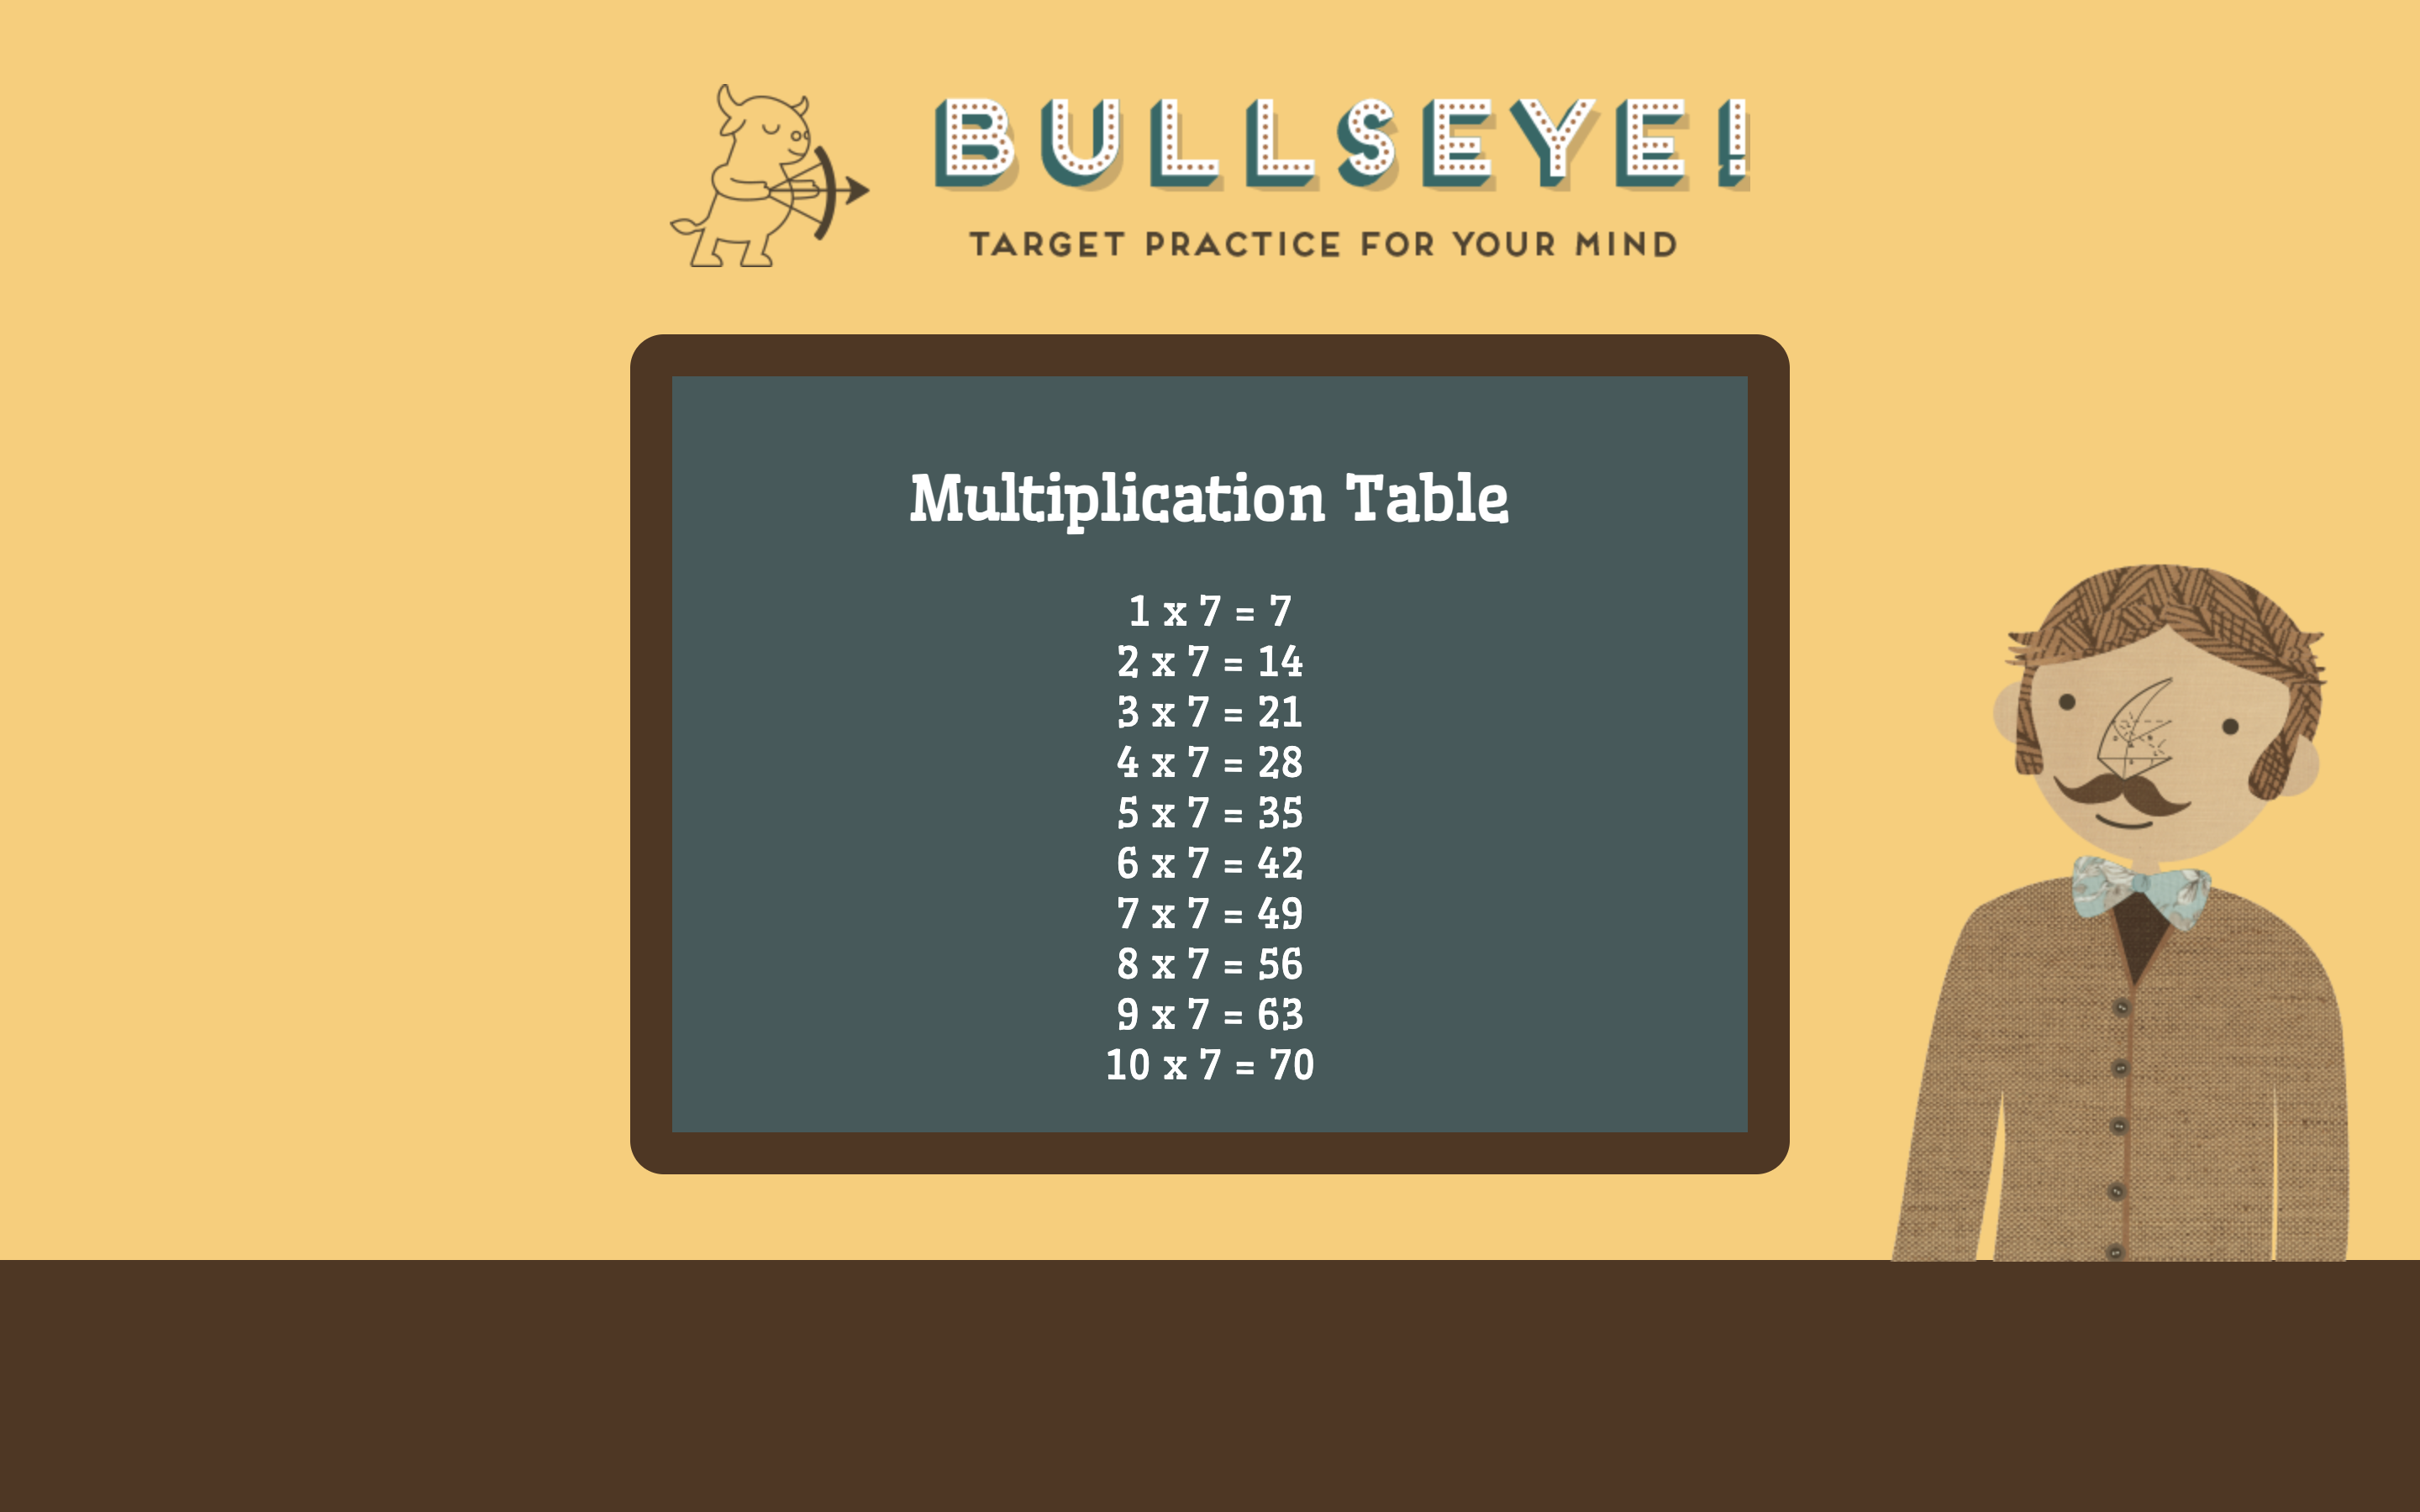 BULLSEYE!
TARGET PRACTICE FOR YOUR MIND
Multiplication Table
1 x 7 = 7
2 x 7 = 14
3 x 7 = 21
4 x 7 = 28
5 x 7 = 35
6 x 7 = 42
7 x 7 = 49
8 x 7 = 56
9 x 7 = 63
10 x 7 = 70